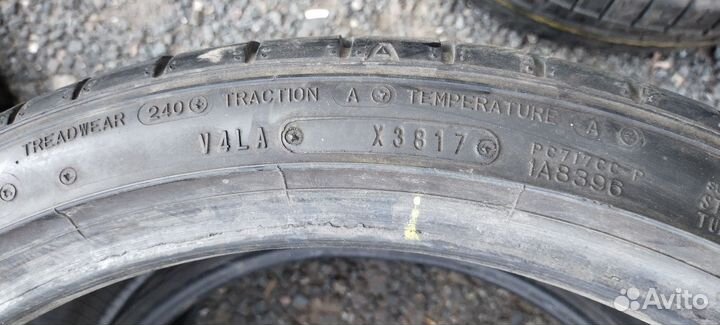 A
TREADWEAR 240 TRACTION A TEMPERATURE A
V4LA X3817
1A8396
Avito